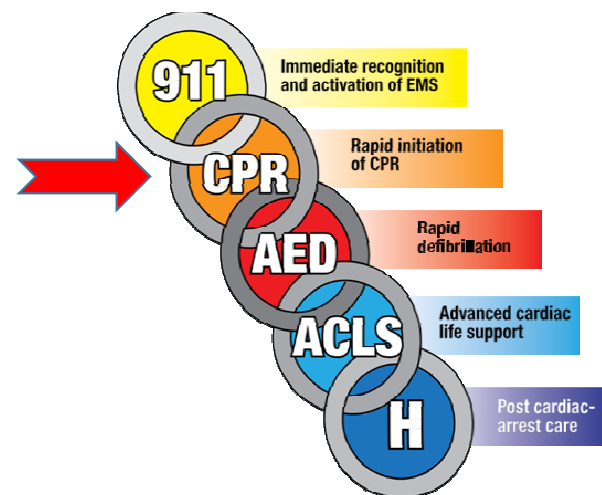 911
Immediate recognition
and activation of EMS
CPR
Rapid initiation
of CPR
AED
Rapid
defibrillation
ACLS
Advanced cardiac
life support
H
Post cardiac-
arrest care